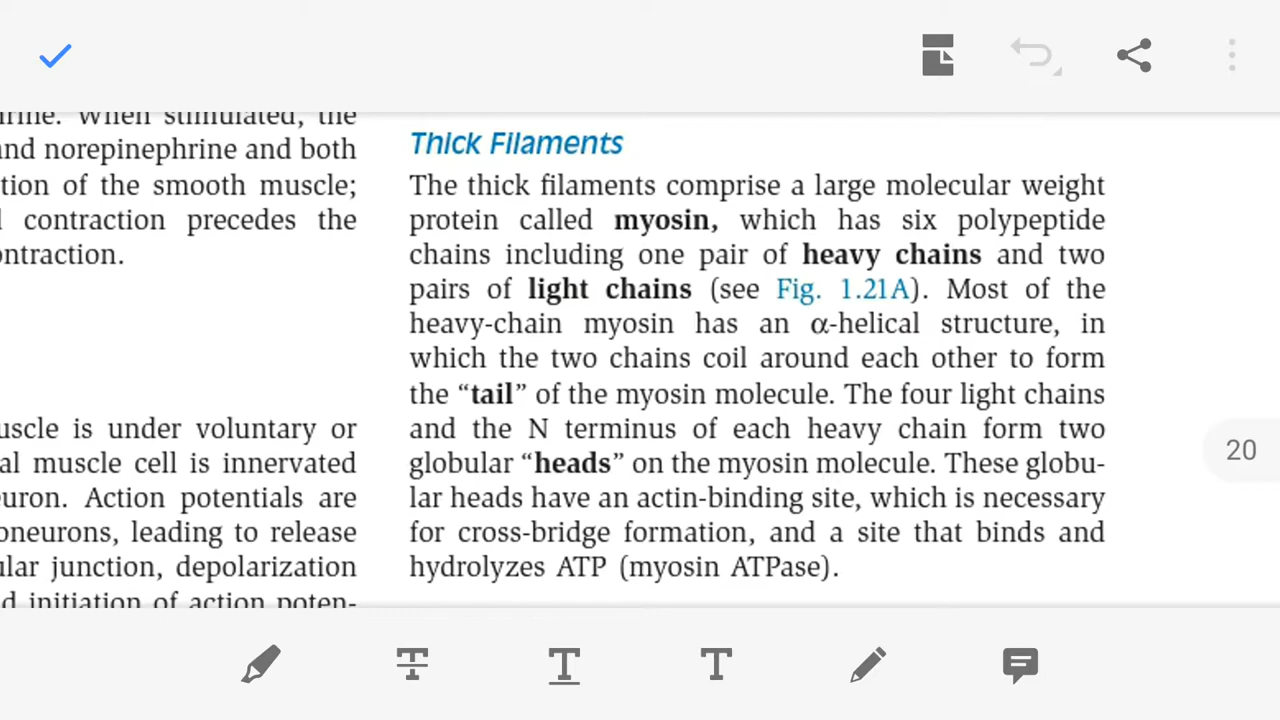 and norepinephrine and both
tion of the smooth muscle;
contraction precedes the
ontraction.
uscle is under voluntary or
al muscle cell is innervated
euron. Action potentials are
oneurons, leading to release
ular junction, depolarization
d initiation of action poten-
Thick Filaments
The thick filaments comprise a large molecular weight
protein called myosin, which has six polypeptide
chains including one pair of heavy chains and two
pairs of light chains (see Fig. 1.21A). Most of the
heavy-chain myosin has an α-helical structure, in
which the two chains coil around each other to form
the “tail” of the myosin molecule. The four light chains
and the N terminus of each heavy chain form two
globular “heads” on the myosin molecule. These globu-
lar heads have an actin-binding site, which is necessary
for cross-bridge formation, and a site that binds and
hydrolyzes ATP (myosin ATPase).
20